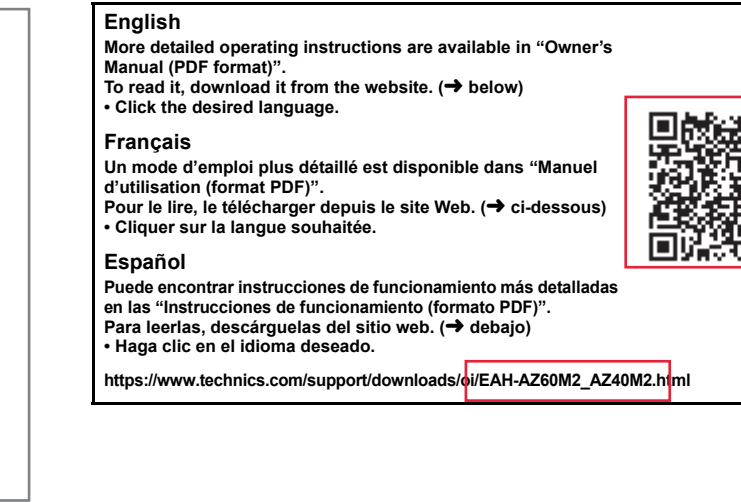 English
More detailed operating instructions are available in “Owner’s
Manual (PDF format)”.
To read it, download it from the website. (➜ below)
• Click the desired language.
Français
Un mode d’emploi plus détaillé est disponible dans “Manuel
d’utilisation (format PDF)”.
Pour le lire, le télécharger depuis le site Web. (➜ ci-dessous)
• Cliquer sur la langue souhaitée.
Español
Puede encontrar instrucciones de funcionamiento más detalladas
en las “Instrucciones de funcionamiento (formato PDF)”.
Para leerlas, descárguelas del sitio web. (➜ debajo)
• Haga clic en el idioma deseado.
https://www.technics.com/support/downloads/oi/EAH-AZ60M2_AZ40M2.html